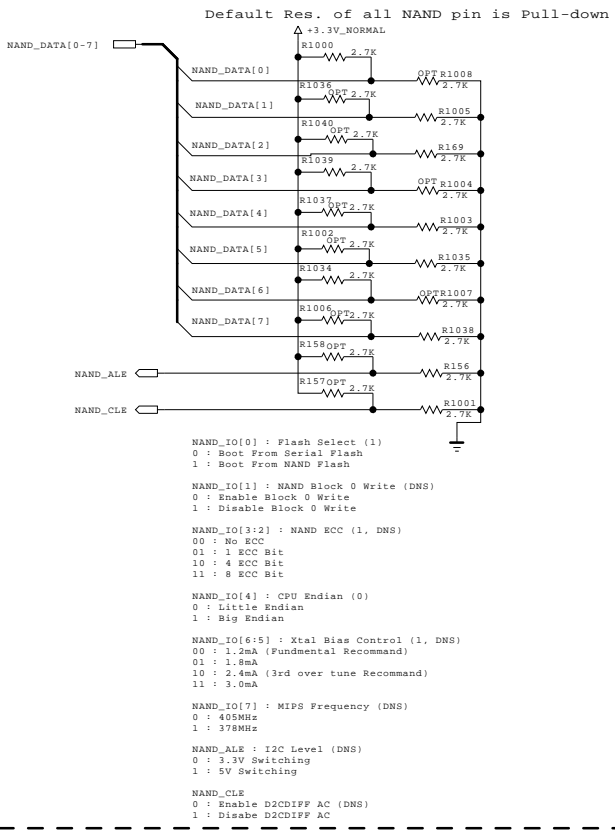 Default Res. of all NAND pin is Pull-down
+3.3V_NORMAL
NAND_DATA[0-7]
R1000
2.7K
NAND_DATA[0]
OPT R1008
2.7K
R1036
OPT 2.7K
NAND_DATA[1]
R1005
2.7K
R1040
OPT 2.7K
NAND_DATA[2]
R169
2.7K
R1039
2.7K
NAND_DATA[3]
OPT R1004
2.7K
R1037
OPT 2.7K
NAND_DATA[4]
R1003
2.7K
R1002
OPT 2.7K
NAND_DATA[5]
R1035
2.7K
R1034
2.7K
NAND_DATA[6]
OPT R1007
2.7K
R1006
OPT 2.7K
NAND_DATA[7]
R1038
2.7K
R158 OPT
2.7K
NAND_ALE
R156
2.7K
R157 OPT
2.7K
NAND_CLE
R1001
2.7K
NAND_IO[0] : Flash Select (1)
0 : Boot From Serial Flash
1 : Boot From NAND Flash
NAND_IO[1] : NAND Block 0 Write (DNS)
0 : Enable Block 0 Write
1 : Disable Block 0 Write
NAND_IO[3:2] : NAND ECC (1, DNS)
00 : No ECC
01 : 1 ECC Bit
10 : 4 ECC Bit
11 : 8 ECC Bit
NAND_IO[4] : CPU Endian (0)
0 : Little Endian
1 : Big Endian
NAND_IO[6:5] : Xtal Bias Control (1, DNS)
00 : 1.2mA (Fundmental Recommand)
01 : 1.8mA
10 : 2.4mA (3rd over tune Recommand)
11 : 3.0mA
NAND_IO[7] : MIPS Frequency (DNS)
0 : 405MHz
1 : 378MHz
NAND_ALE : I2C Level (DNS)
0 : 3.3V Switching
1 : 5V Switching
NAND_CLE
0 : Enable D2CDIFF AC (DNS)
1 : Disabe D2CDIFF AC